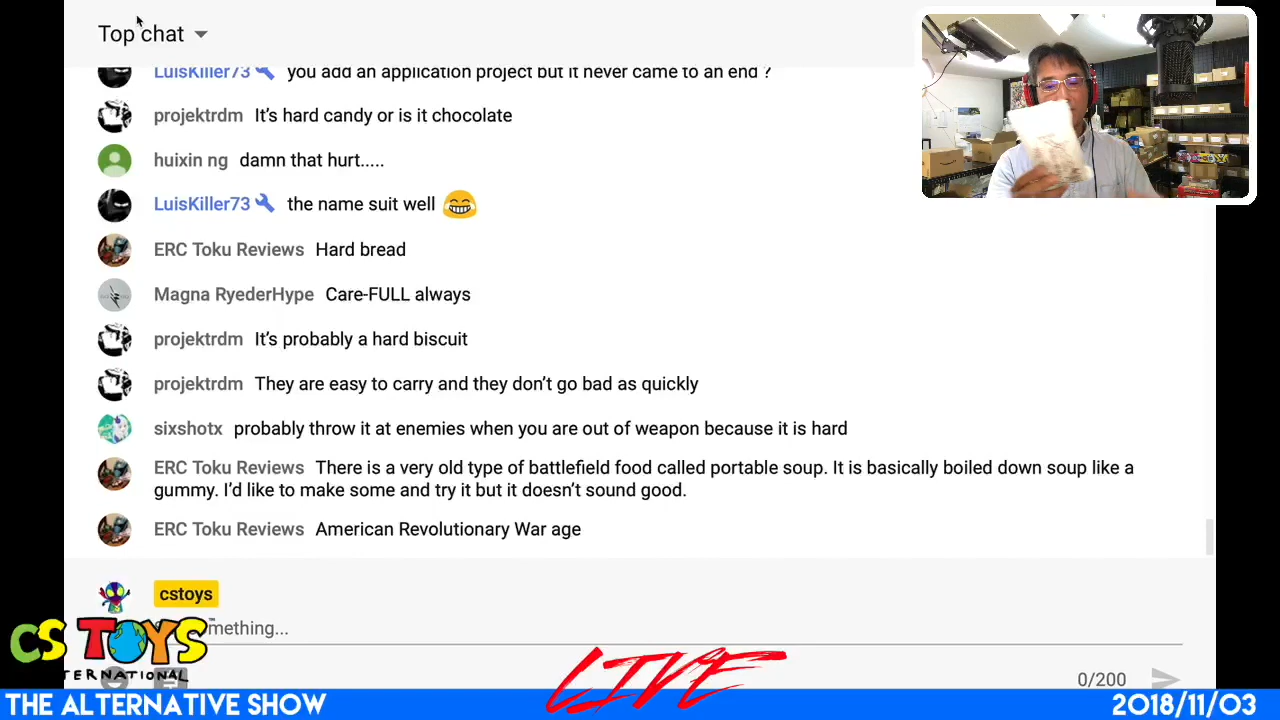 Top chat
LuisKiller73 you add an application project but it never came to an end ?
projektrdm It's hard candy or is it chocolate
huixin ng damn that hurt.....
LuisKiller73 the name suit well
ERC Toku Reviews Hard bread
Magna RyederHype Care-FULL always
projektrdm It's probably a hard biscuit
projektrdm They are easy to carry and they don't go bad as quickly
sixshotx probably throw it at enemies when you are out of weapon because it is hard
ERC Toku Reviews There is a very old type of battlefield food called portable soup. It is basically boiled down soup like a
gummy. I'd like to make some and try it but it doesn't sound good.
ERC Toku Reviews American Revolutionary War age
cstoys
mething...
CS TOYS
TERNATIONAL
LIVE
0/200
THE ALTERNATIVE SHOW
2018/11/03